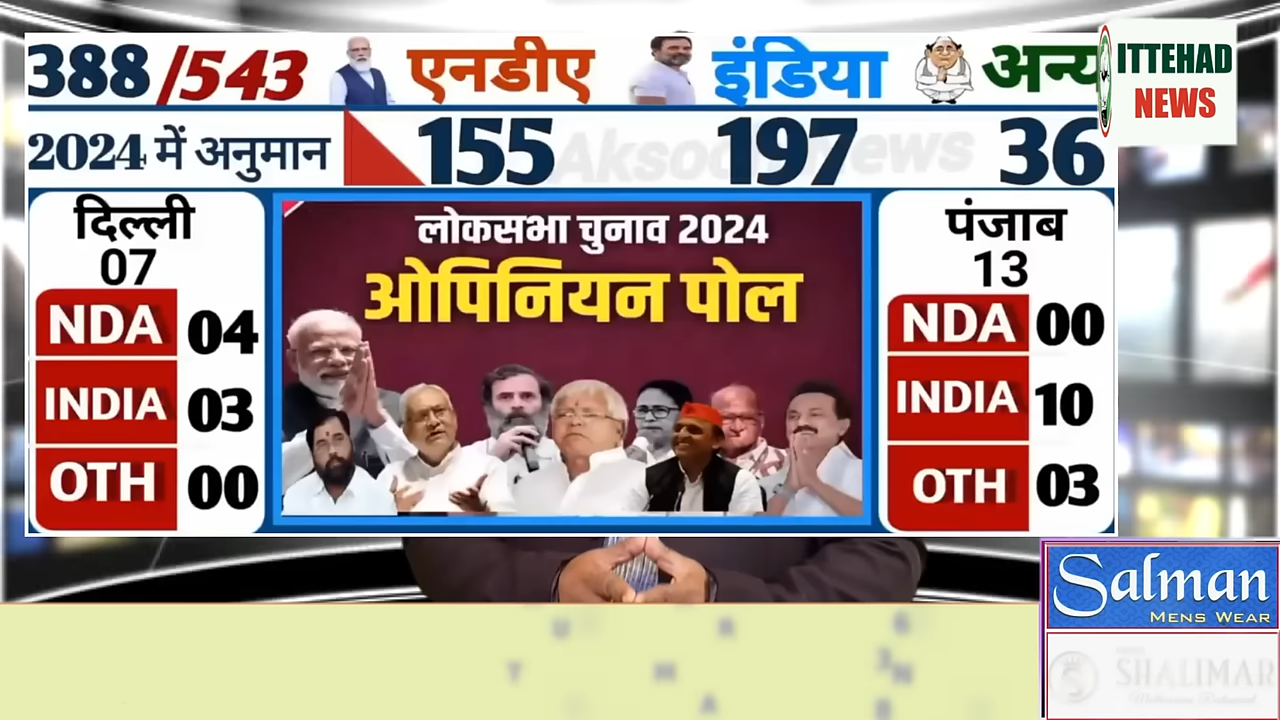 388/543
एनडीए
इंडिया
अन्य
ITTEHAD
NEWS
2024 में अनुमान
155
197
36
दिल्ली
07
NDA 04
INDIA 03
OTH 00
लोकसभा चुनाव 2024
ओपिनियन पोल
पंजाब
13
NDA 00
INDIA 10
OTH 03
Salman
MENS WEAR
SHALIMAR